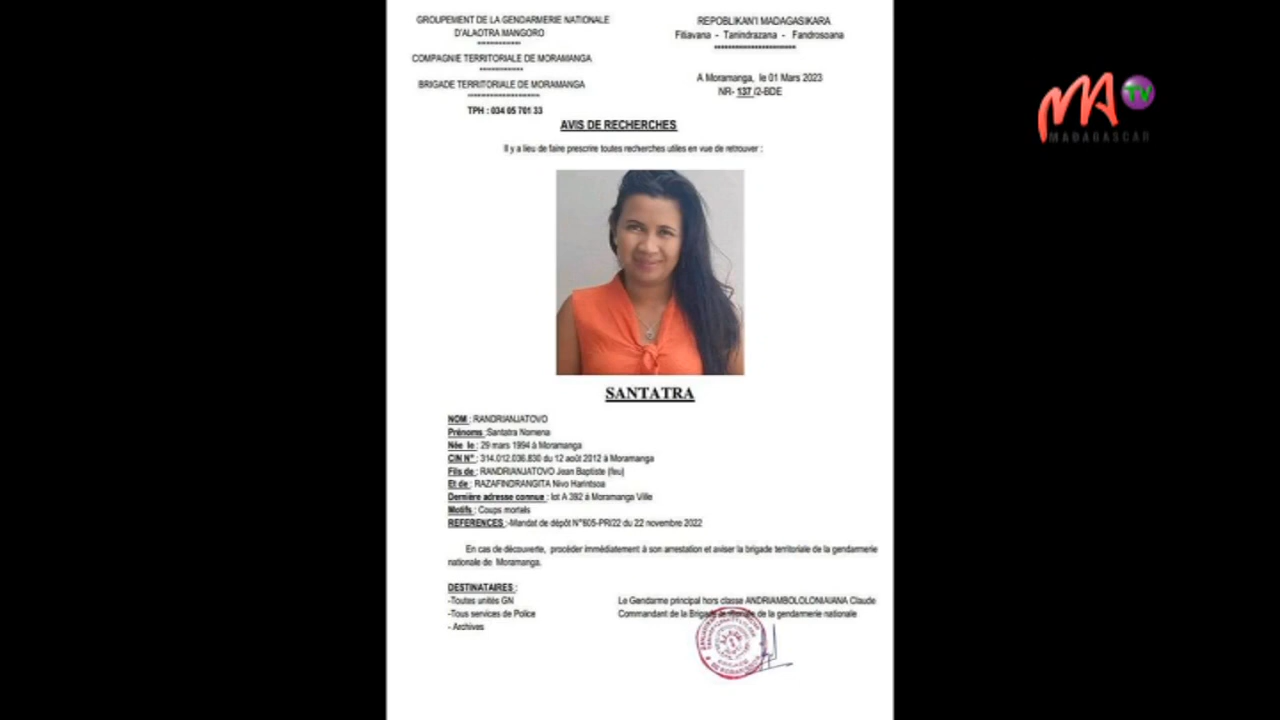 GROUPEMENT DE LA GENDARMERIE NATIONALE
D'ALAOTRA MANGORO
COMPAGNIE TERRITORIALE DE MORAMANGA
BRIGADE TERRITORIALE DE MORAMANGA
TPH : 034 05 701 33
REPOBLIKAN'I MADAGASIKARA
Fitiavana - Tanindrazana - Fandrosoana
A Moramanga, le 01 Mars 2023
NR- 137 /2-BDE
MA TV
MADAGASCAR
AVIS DE RECHERCHES
Il y a lieu de faire prescrire toutes recherches utiles en vue de retrouver :
SANTATRA
NOM : RANDRIANJATOVO
Prénoms :Santatra Nomena
Née le : 29 mars 1994 à Moramanga
CIN N° : 314.012.036.830 du 12 août 2012 à Moramanga
Fils de : RANDRIANJATOVO Jean Baptiste (feu)
Et de : RAZAFINDRANGITA Nivo Harintsoa
Dernière adresse connue : lot A 392 à Moramanga Ville
Motifs : Coups mortels
REFERENCES :-Mandat de dépôt N°605-PRI/22 du 22 novembre 2022
En cas de découverte, procéder immédiatement à son arrestation et aviser la brigade territoriale de la gendarmerie
nationale de Moramanga.
DESTINATAIRES :
-Toutes unités GN
-Tous services de Police
- Archives
Le Gendarme principal hors classe Claude
Commandant de la Brigade de la gendarmerie nationale